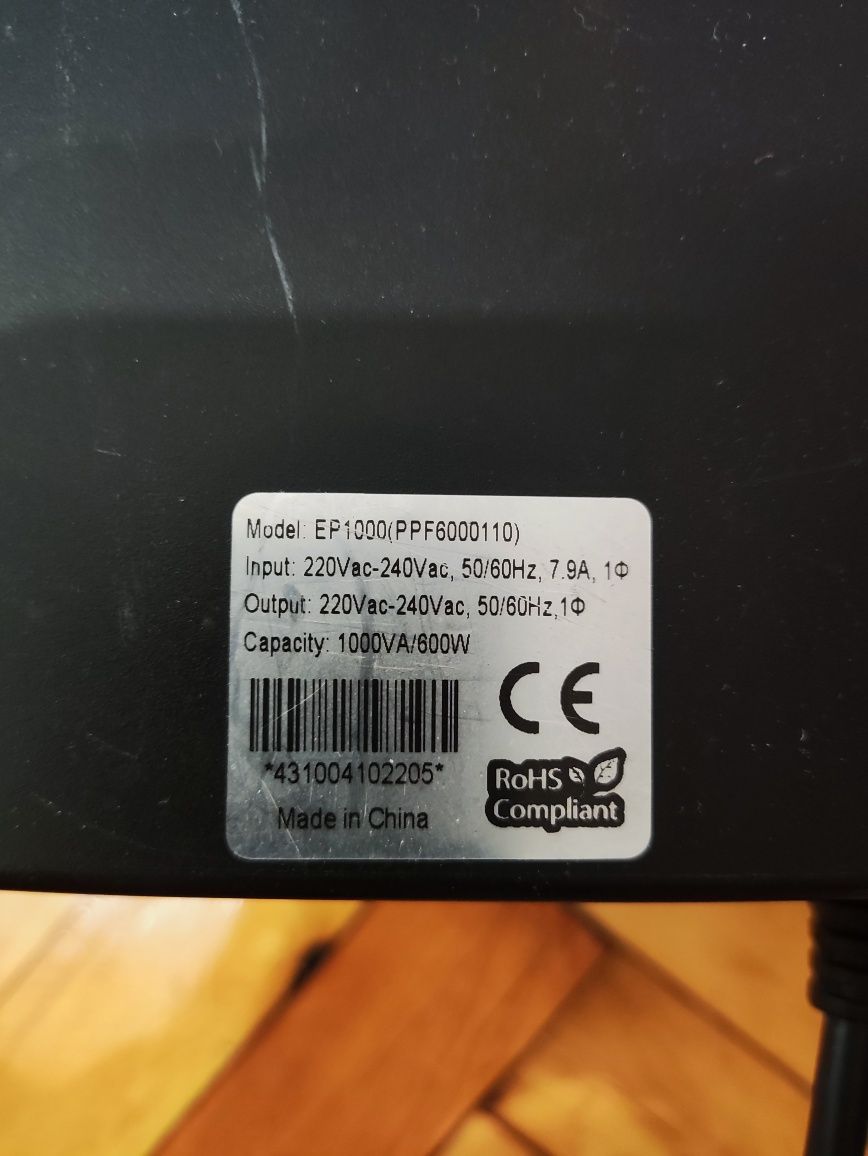 Model: EP1000(PPF6000110)
Input: 220Vac-240Vac, 50/60Hz, 7.9A, 1Φ
Output: 220Vac-240Vac, 50/60Hz,1Φ
Capacity: 1000VA/600W
CE
*431004102205*
RoHS
Compliant
Made in China